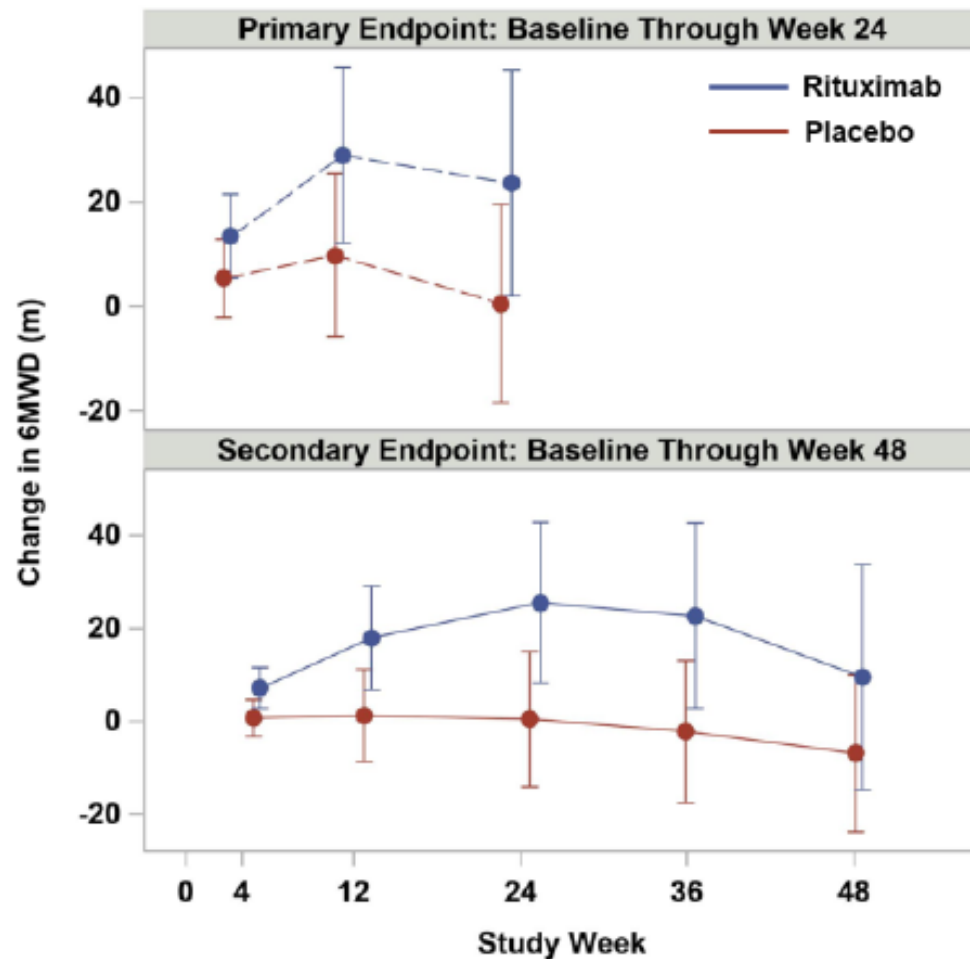 Primary Endpoint: Baseline Through Week 24
Rituximab
Placebo
40
20
0
-20
Change in 6MWD (m)
Secondary Endpoint: Baseline Through Week 48
40
20
0
-20
0 4 12 24 36 48
Study Week